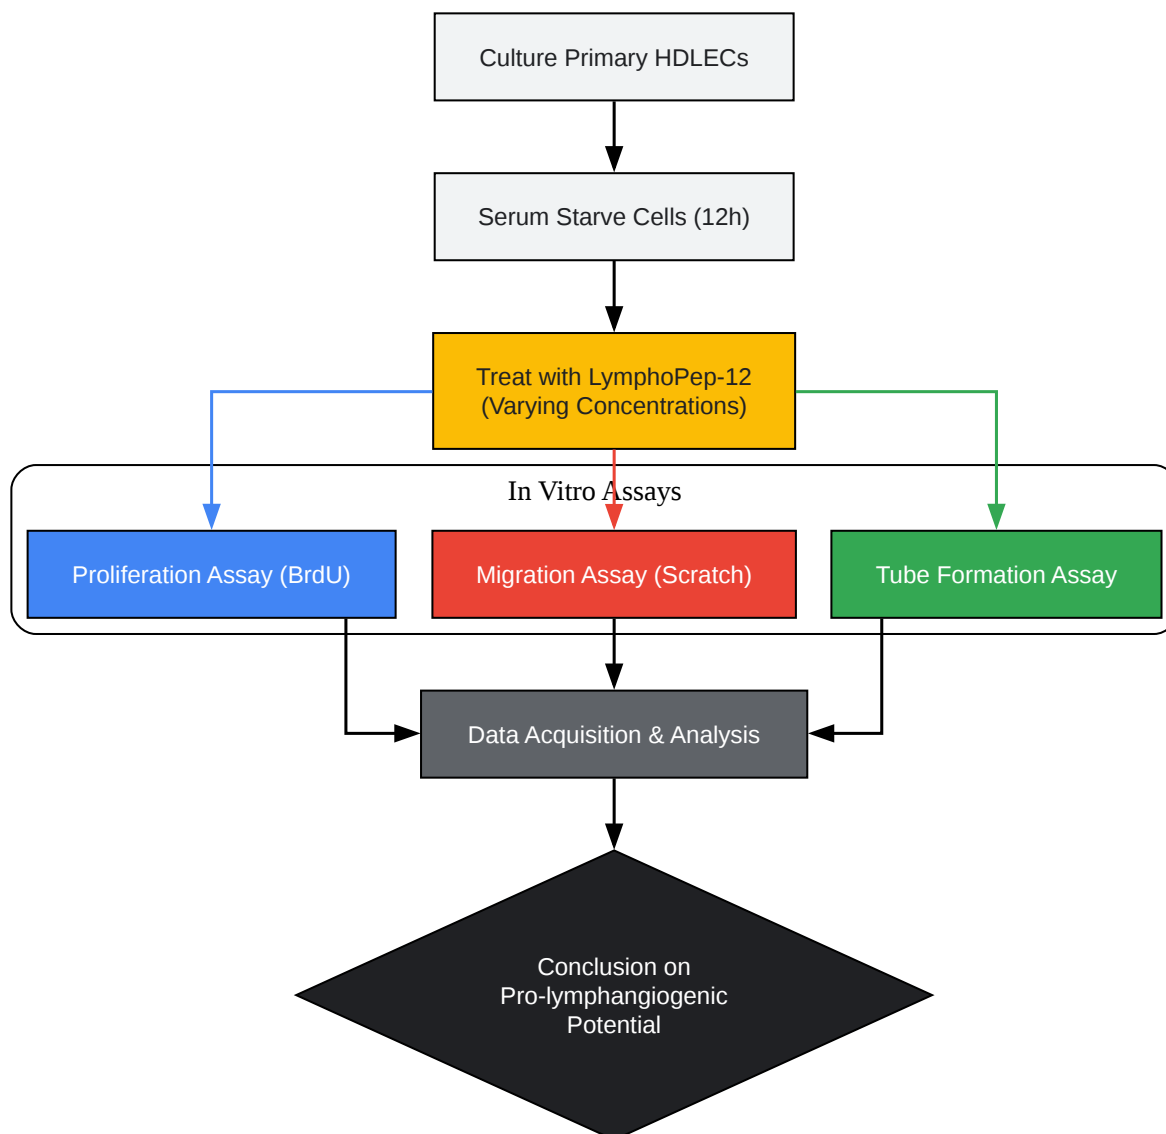 Culture Primary HDLECs
Serum Starve Cells (12h)
Treat with LymphoPep-12
(Varying Concentrations)
In Vitro Assays
Proliferation Assay (BrdU)
Migration Assay (Scratch)
Tube Formation Assay
Data Acquisition & Analysis
Conclusion on
Pro-lymphangiogenic
Potential